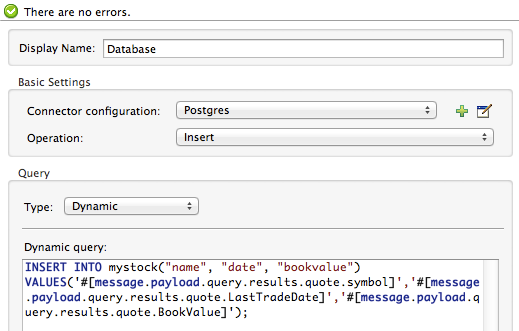 There are no errors.
Display Name: Database
Basic Settings
Connector configuration: Postgres
Operation: Insert
Query
Type: Dynamic
Dynamic query:
INSERT INTO mystock("name", "date", "bookvalue")
VALUES('#[message.payload.query.results.quote.symbol]','#[message
.payload.query.results.quote.LastTradeDate]','#[message.payload.q
uery.results.quote.BookValue]');